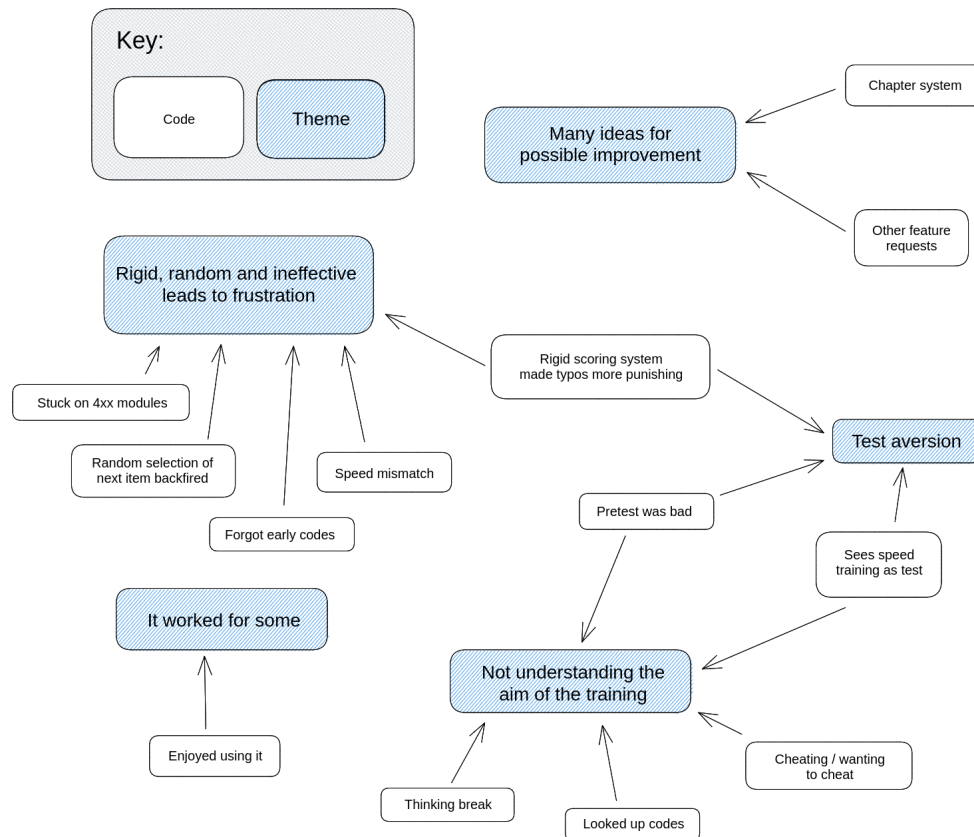 Key:
Code
Theme
Chapter system
Many ideas for
possible improvement
Other feature
requests
Rigid, random and ineffective
leads to frustration
Rigid scoring system
made typos more punishing
Stuck on 4xx modules
Random selection of
next item backfired
Speed mismatch
Forgot early codes
Test aversion
Pretest was bad
Sees speed
training as test
It worked for some
Not understanding the
aim of the training
Enjoyed using it
Cheating / wanting
to cheat
Thinking break
Looked up codes